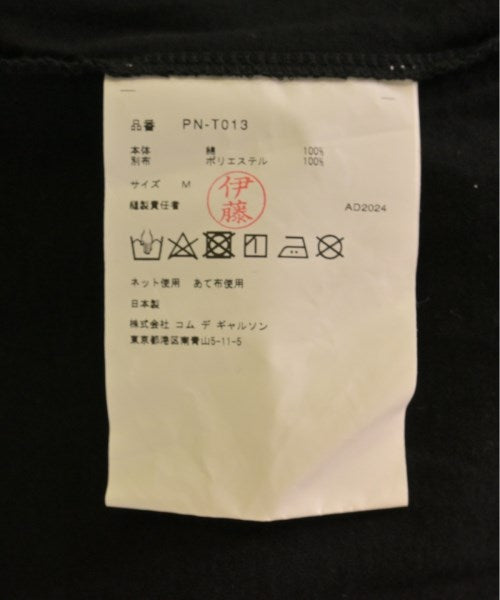 品番 PN-T013
本体 綿 100%
別布 ポリエステル 100%
サイズ M
伊藤
縫製責任者 AD2024
ネット使用 あて布使用
日本製
株式会社 コム デ ギャルソン
東京都港区南青山5-11-5